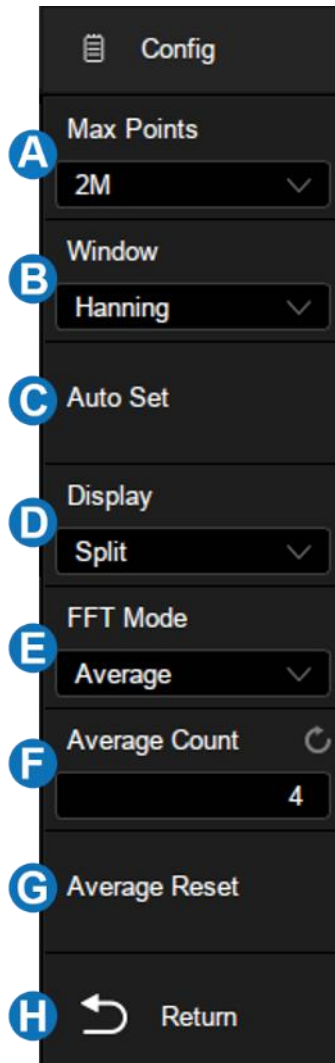 Config
A
Max Points
2M
B
Window
Hanning
C
Auto Set
D
Display
Split
E
FFT Mode
Average
F
Average Count
4
G
Average Reset
H
Return